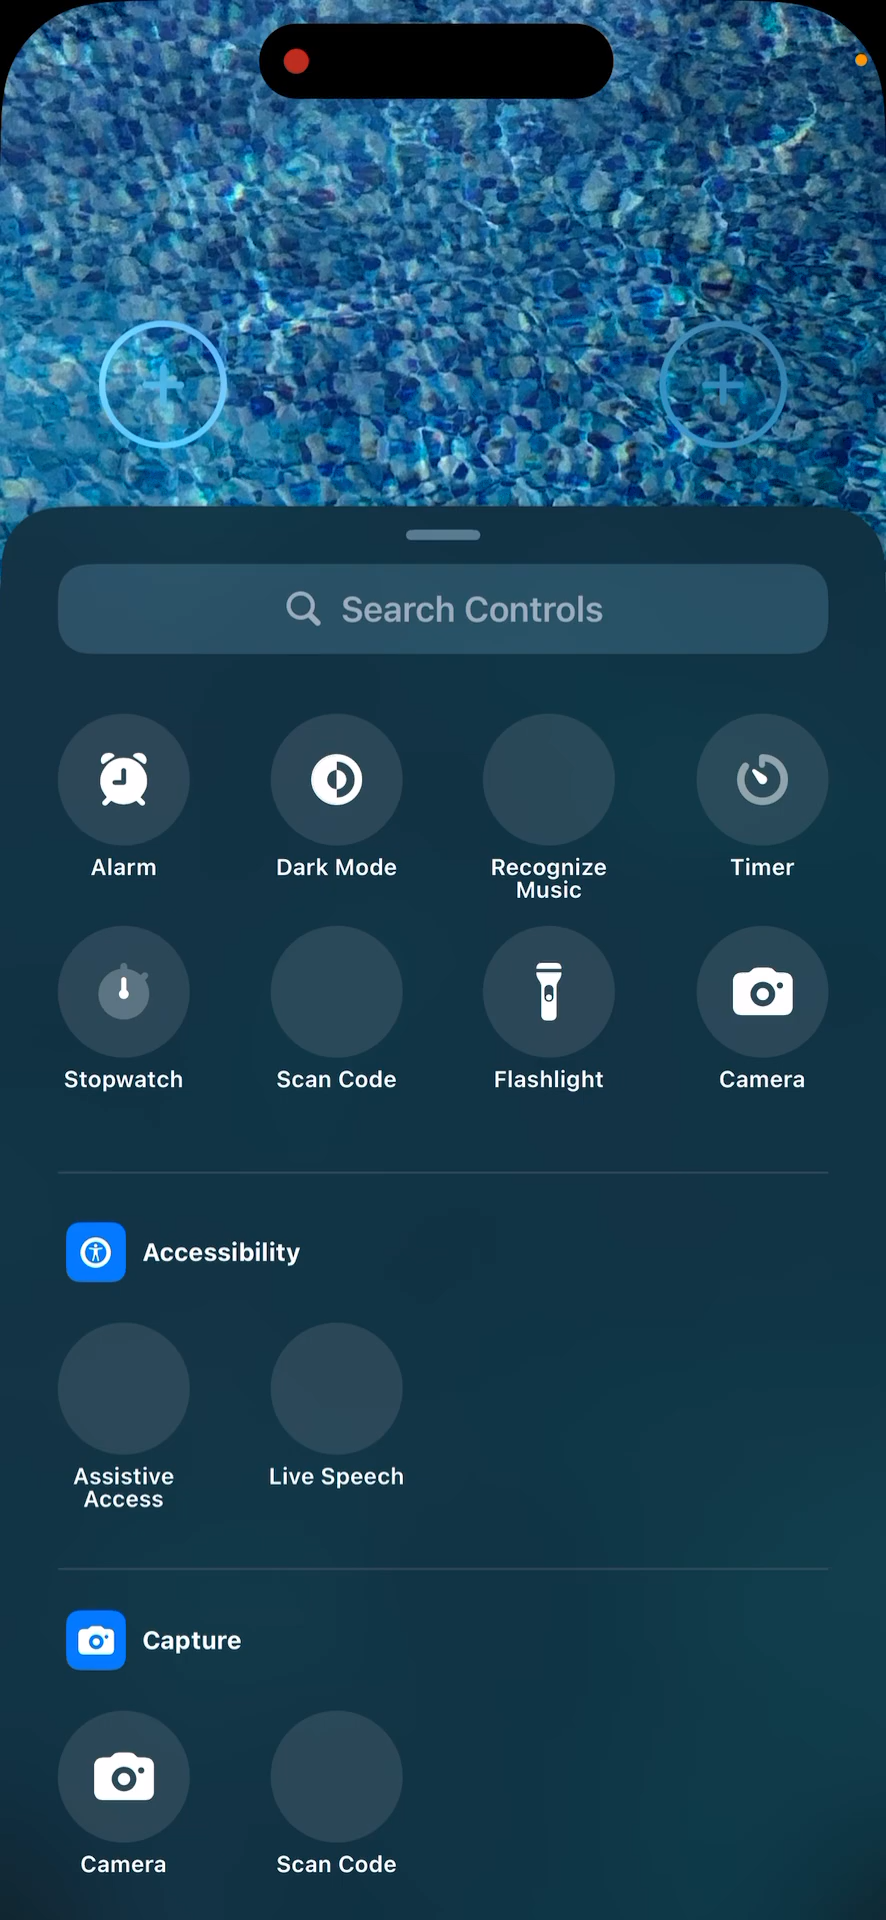 Search Controls
Alarm
Dark Mode
Recognize
Music
Timer
Stopwatch
Scan Code
Flashlight
Camera
Accessibility
Assistive
Access
Live Speech
Capture
Camera
Scan Code